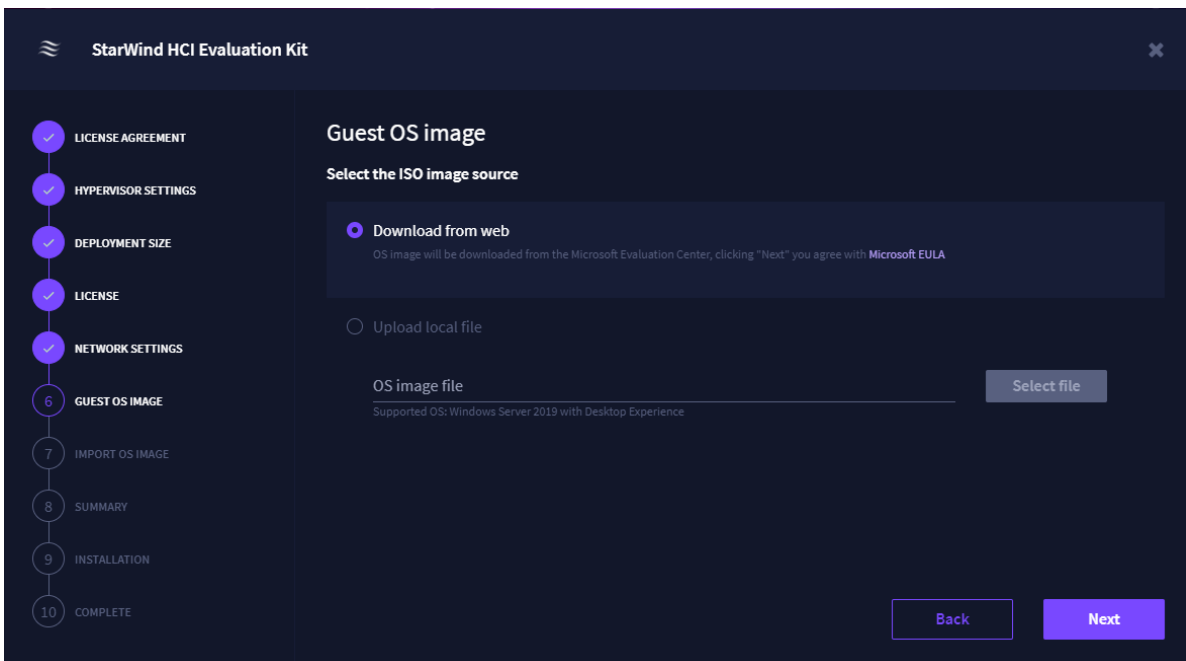 StarWind HCI Evaluation Kit
LICENSE AGREEMENT
HYPERVISOR SETTINGS
DEPLOYMENT SIZE
LICENSE
NETWORK SETTINGS
6 GUEST OS IMAGE
7 IMPORT OS IMAGE
8 SUMMARY
9 INSTALLATION
10 COMPLETE
Guest OS image
Select the ISO image source
Download from web
OS image will be downloaded from the Microsoft Evaluation Center, clicking "Next" you agree with Microsoft EULA
Upload local file
OS image file
Select file
Supported OS: Windows Server 2019 with Desktop Experience
Back
Next